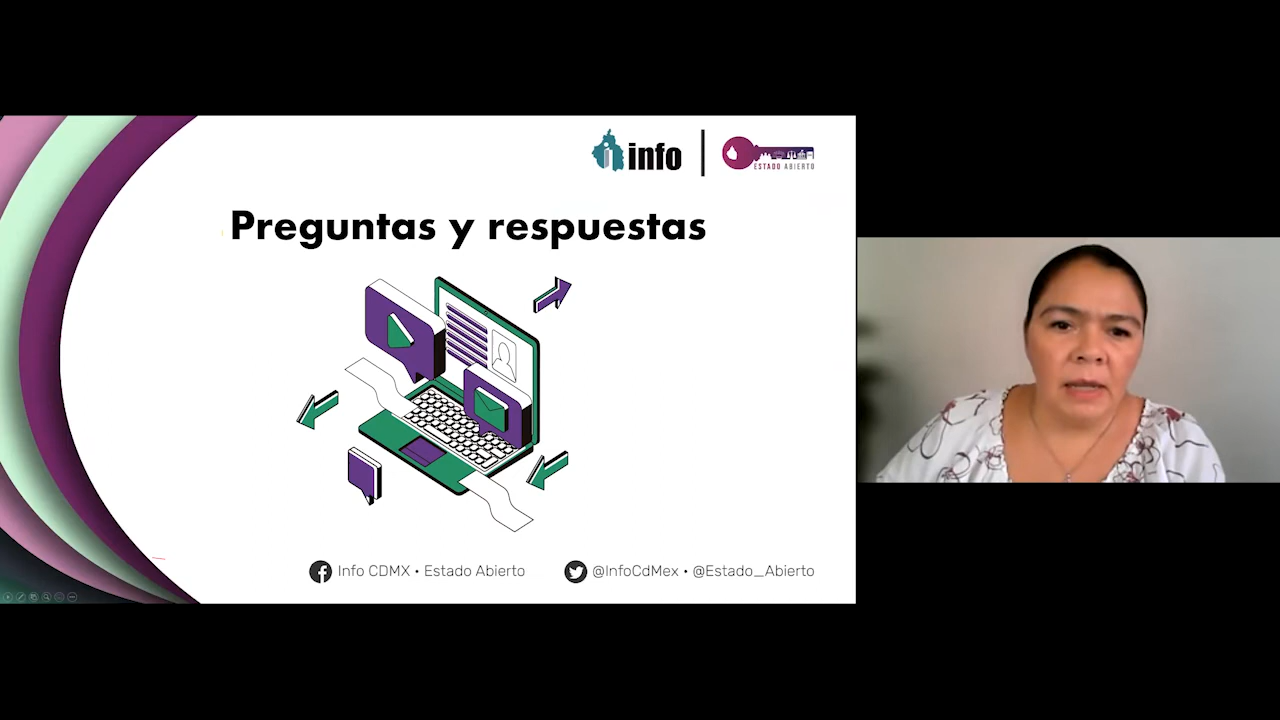 info
ESTADO ABIERTO
Preguntas y respuestas
Info CDMX • Estado Abierto
@InfoCdMex • @Estado_Abierto